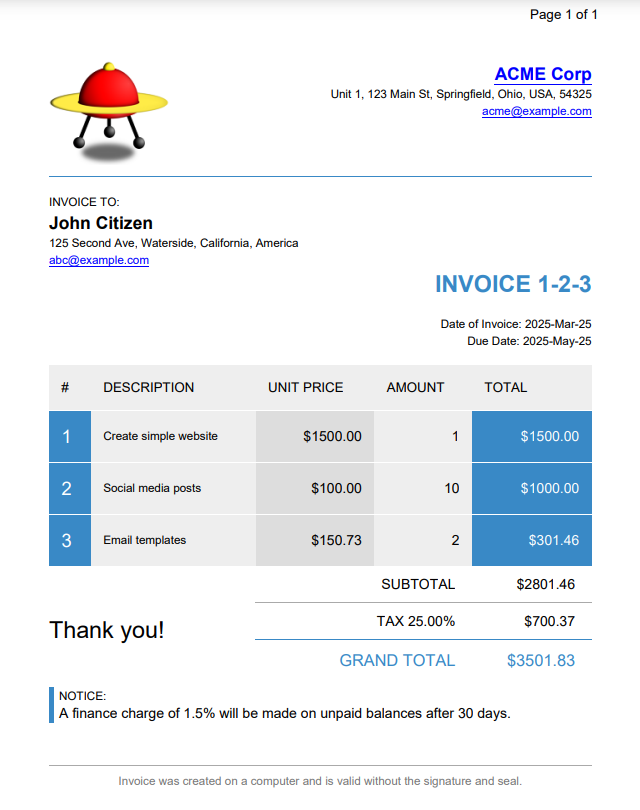 Page 1 of 1
ACME Corp
Unit 1, 123 Main St, Springfield, Ohio, USA, 54325
acme@example.com
INVOICE TO:
John Citizen
125 Second Ave, Waterside, California, America
abc@example.com
INVOICE 1-2-3
Date of Invoice: 2025-Mar-25
Due Date: 2025-May-25
# DESCRIPTION UNIT PRICE AMOUNT TOTAL
1 Create simple website $1500.00 1 $1500.00
2 Social media posts $100.00 10 $1000.00
3 Email templates $150.73 2 $301.46
SUBTOTAL $2801.46
TAX 25.00% $700.37
Thank you!
GRAND TOTAL $3501.83
NOTICE:
A finance charge of 1.5% will be made on unpaid balances after 30 days.
Invoice was created on a computer and is valid without the signature and seal.